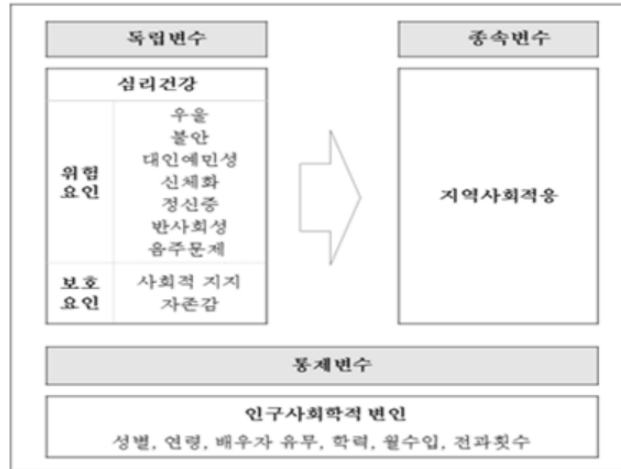 독립변수
종속변수
심리건강
위험
요인
우울
불안
대인예민성
신체화
정신증
반사회성
음주문제
보호
요인
사회적 지지
자존감
지역사회적응
통제변수
인구사회학적 변인
성별, 연령, 배우자 유무, 학력, 월수입, 전과횟수